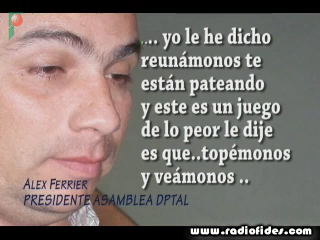 .... yo le he dicho
reunámonos te
están pateando
y este es un juego
de lo peor le dije
es que..topémonos
y veámonos ..
ALEX FERRIER
PRESIDENTE ASAMBLEA DPTAL
www.radiofides.com